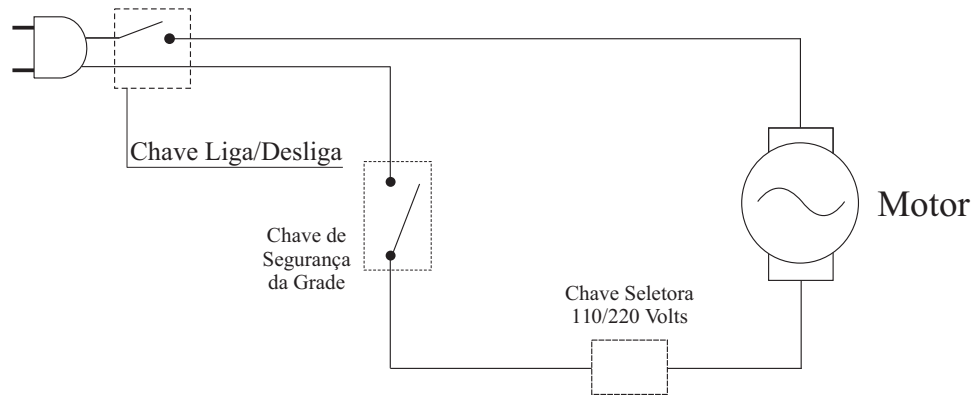 Chave Liga/Desliga
Chave de
Segurança
da Grade
Motor
Chave Seletora
110/220 Volts